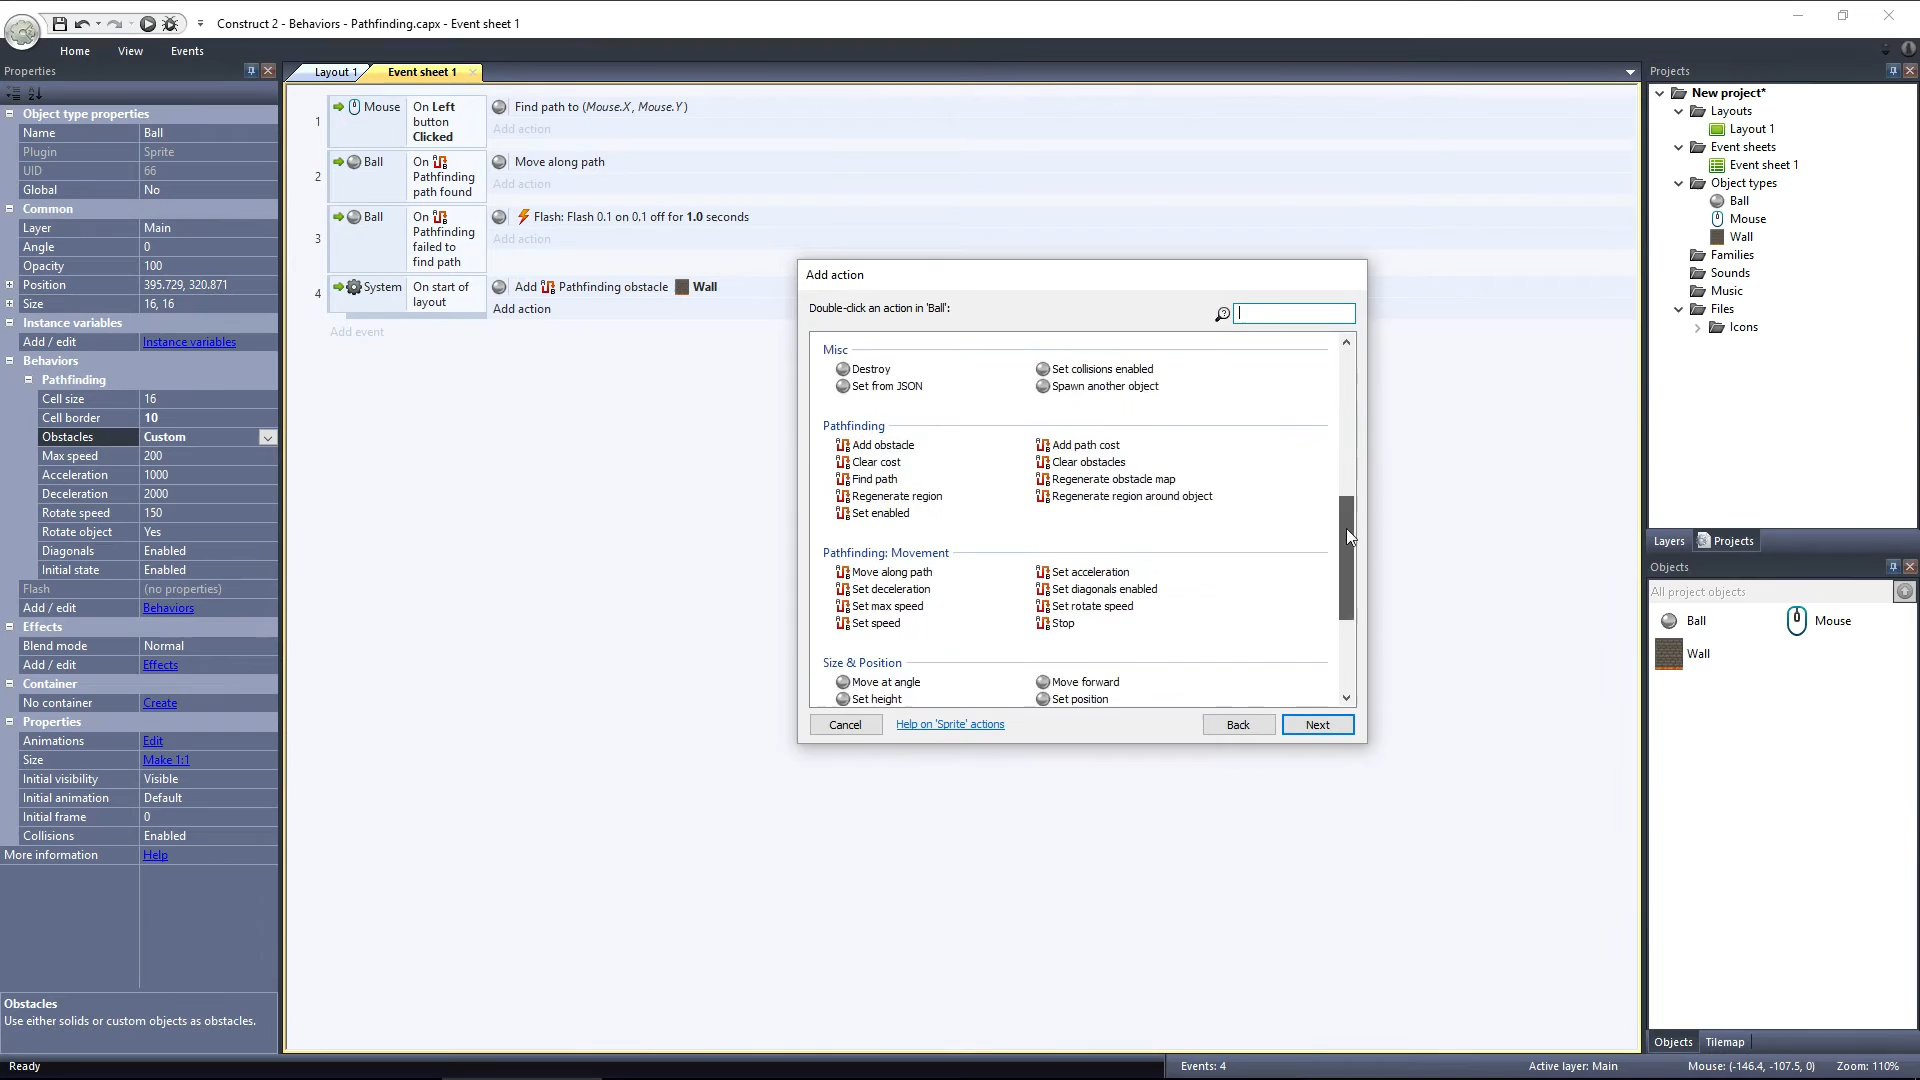 Construct 2 - Behaviors - Pathfinding.capx - Event sheet 1
Home View Events
Properties
Object type properties
Name Ball
Plugin Sprite
UID 66
Global No
Common
Layer Main
Angle 0
Opacity 100
Position 395.729, 320.871
Size 16, 16
Instance variables
Add / edit Instance variables
Behaviors
Pathfinding
Cell size 16
Cell border 10
Obstacles Custom
Max speed 200
Acceleration 1000
Deceleration 2000
Rotate speed 150
Rotate object Yes
Diagonals Enabled
Initial state Enabled
Flash (no properties)
Add / edit Behaviors
Effects
Blend mode Normal
Add / edit Effects
Container
No container Create
Properties
Animations Edit
Size Make 1:1
Initial visibility Visible
Initial animation Default
Initial frame 0
Collisions Enabled
More information Help
Obstacles
Use either solids or custom objects as obstacles.
Ready
Layout 1 Event sheet 1
1 Mouse On Left
button
Clicked
Find path to (Mouse.X, Mouse.Y)
Add action
2 Ball On
Pathfinding
path found
Move along path
Add action
3 Ball On
Pathfinding
failed to
find path
Flash: Flash 0.1 on 0.1 off for 1.0 seconds
Add action
4 System On start of
layout
Add Pathfinding obstacle Wall
Add action
Add event
Add action
Double-click an action in 'Ball':
Misc
Destroy Set collisions enabled
Set from JSON Spawn another object
Pathfinding
Add obstacle Add path cost
Clear cost Clear obstacles
Find path Regenerate obstacle map
Regenerate region Regenerate region around object
Set enabled
Pathfinding: Movement
Move along path Set acceleration
Set deceleration Set diagonals enabled
Set max speed Set rotate speed
Set speed Stop
Size & Position
Move at angle Move forward
Set height Set position
Cancel Help on 'Sprite' actions Back Next
Projects
New project*
Layouts
Layout 1
Event sheets
Event sheet 1
Object types
Ball
Mouse
Wall
Families
Sounds
Music
Files
Icons
Layers Projects
Objects
All project objects
Ball Mouse
Wall
Objects Tilemap
Events: 4 Active layer: Main Mouse: (-146.4, -107.5, 0) Zoom: 110%